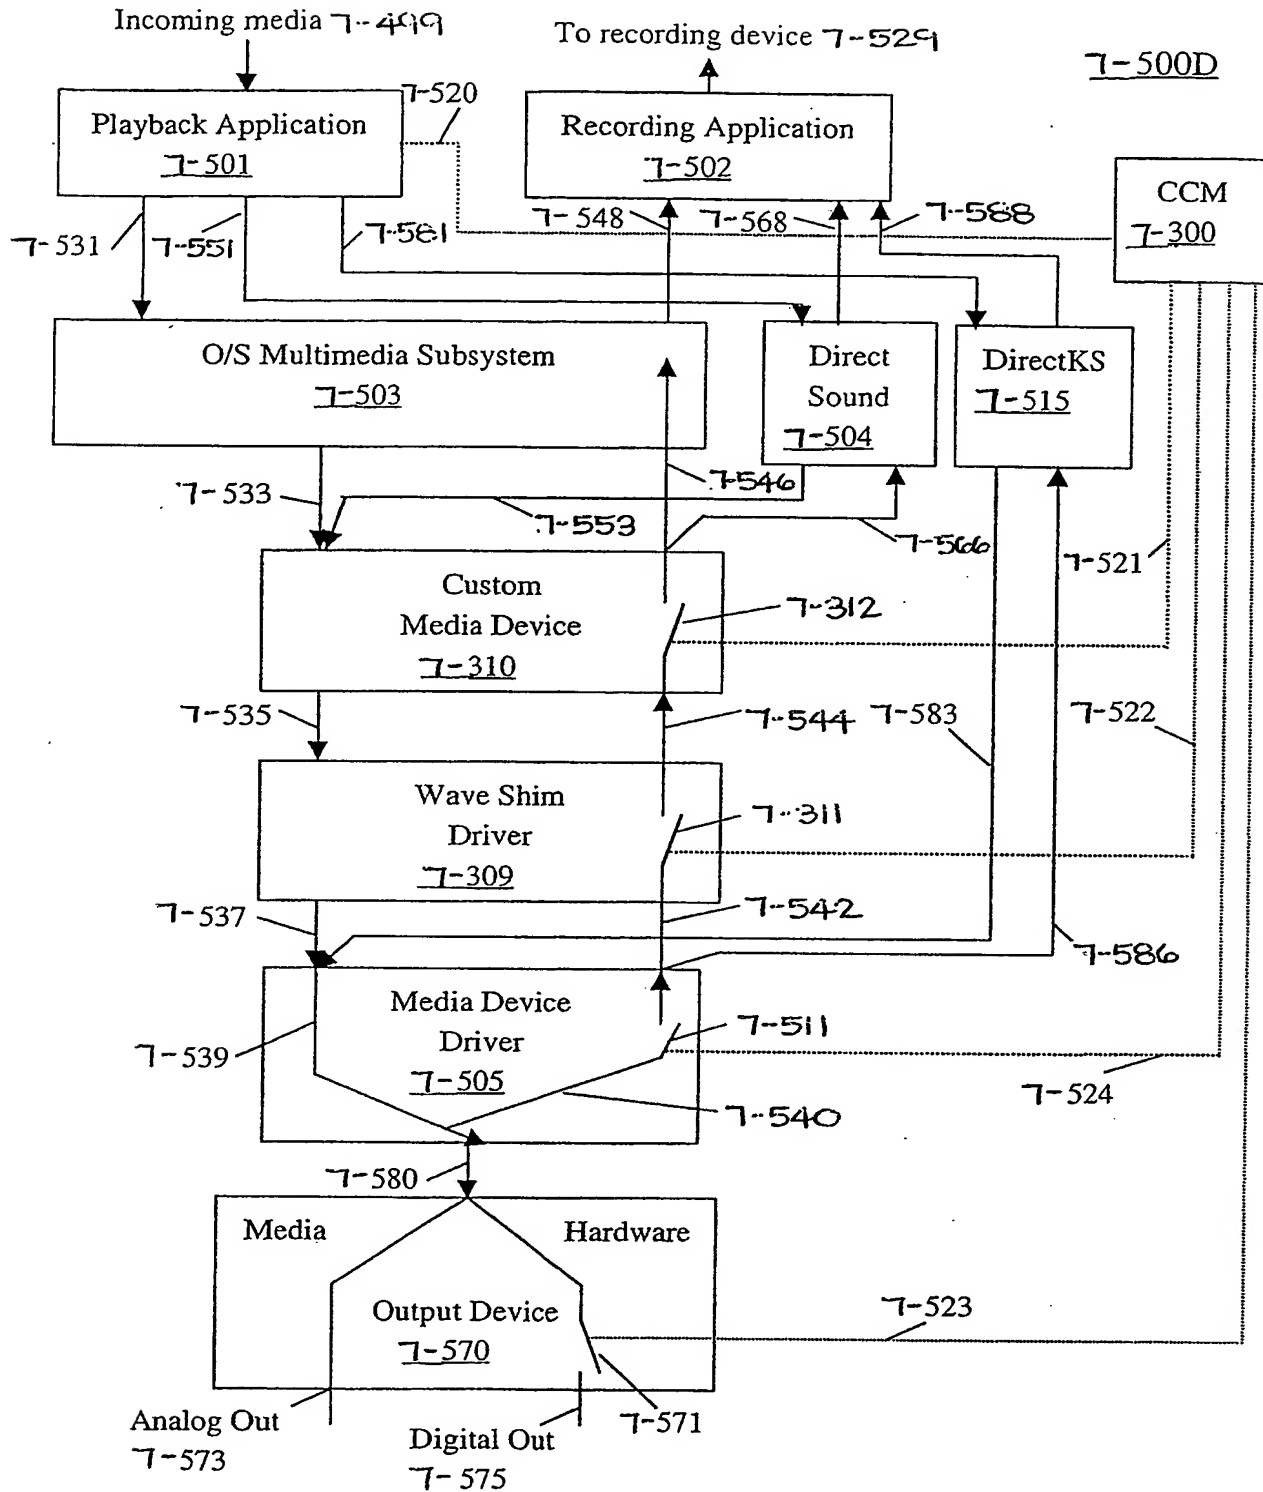 Incoming media 7-499
To recording device 7-529
7-500D
7-520
Playback Application
7-501
Recording Application
7-502
CCM
7-300
7-531
7-551
7-581
7-548
7-568
7-588
O/S Multimedia Subsystem
7-503
Direct
Sound
7-504
DirectKS
7-515
7-533
7-546
7-553
7-566
7-521
Custom
Media Device
7-310
7-312
7-535
7-544
7-583
7-522
Wave Shim
Driver
7-309
7-311
7-537
7-542
7-586
Media Device
Driver
7-505
7-511
7-539
7-540
7-524
7-580
Media
Hardware
Output Device
7-570
7-523
7-571
Analog Out
7-573
Digital Out
7-575